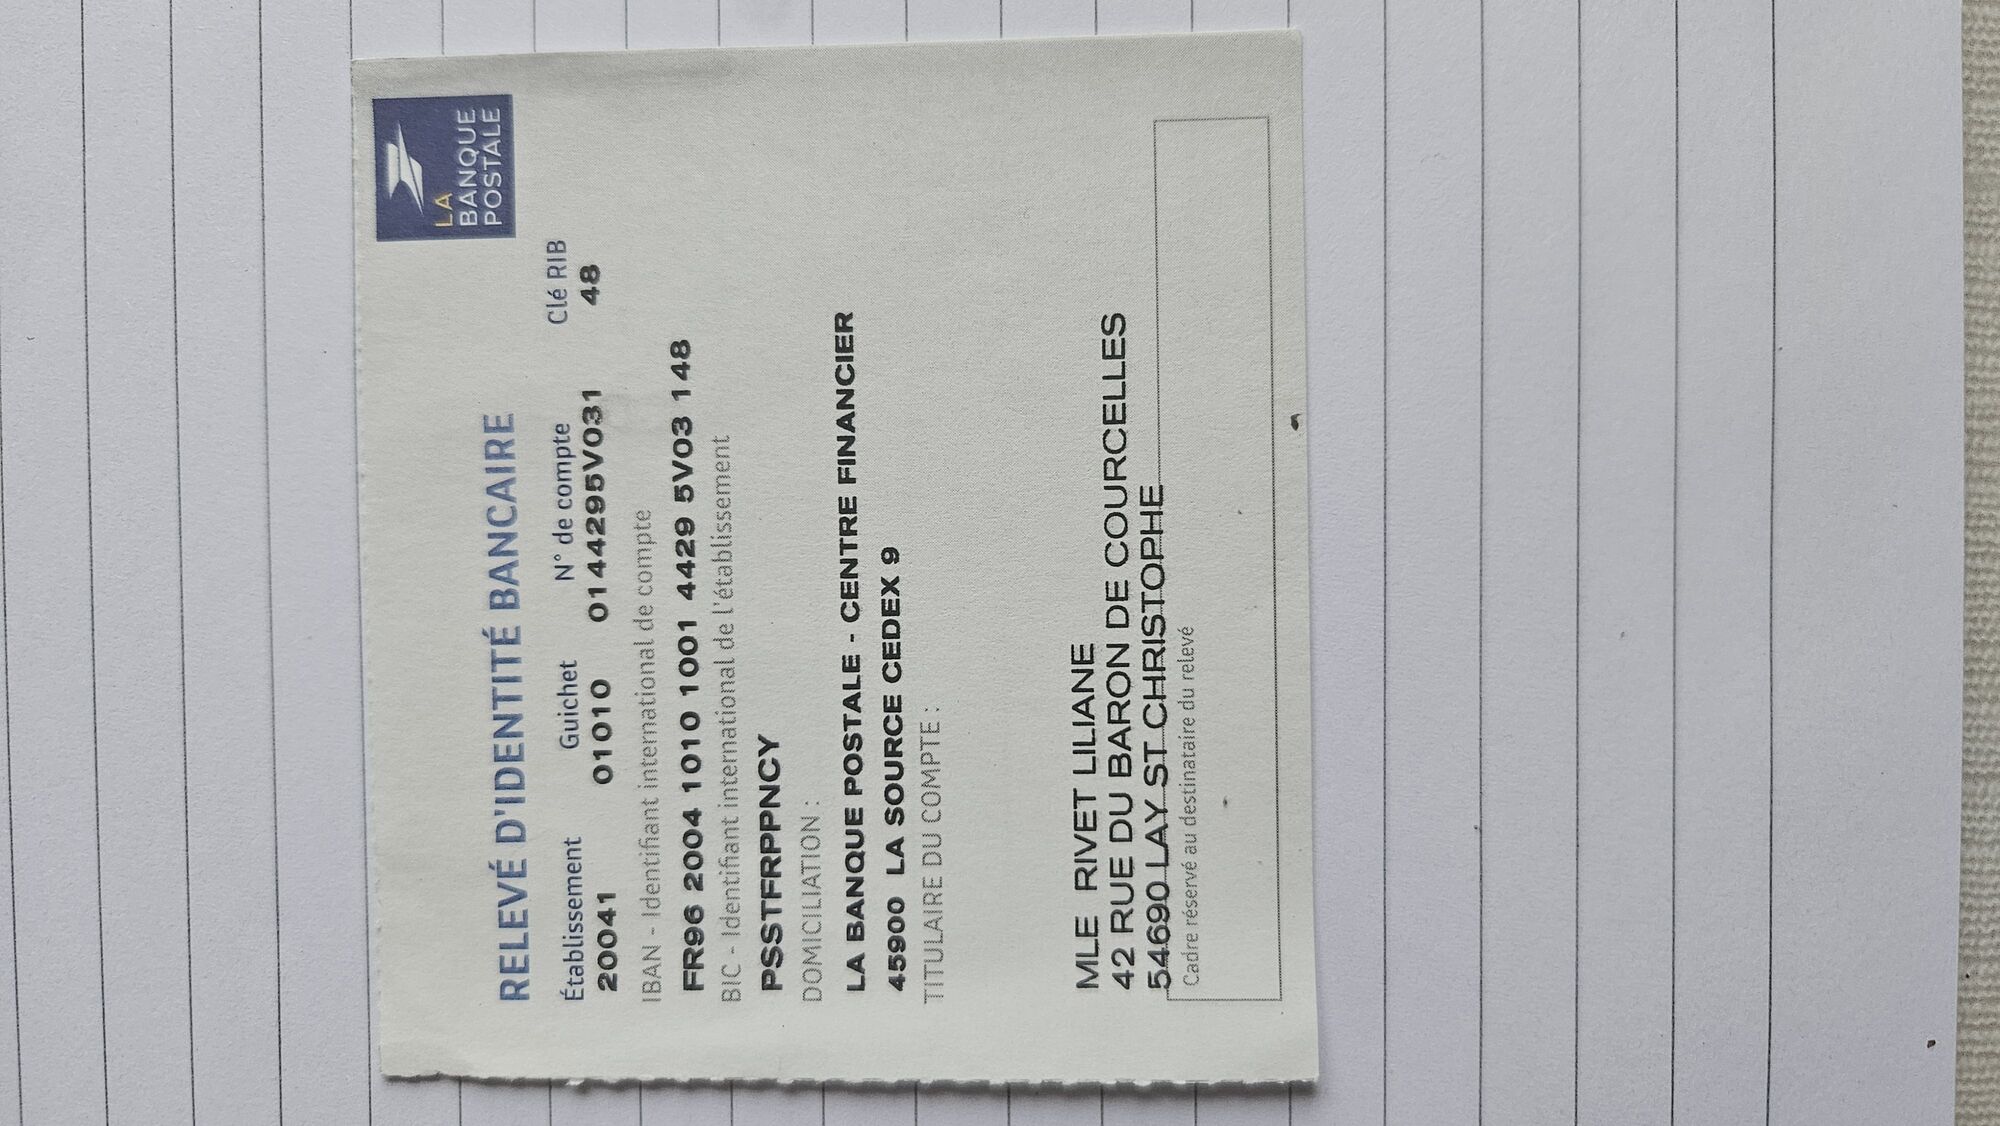 LA
BANQUE
POSTALE
RELEVÉ D'IDENTITÉ BANCAIRE
Établissement Guichet N° de compte Clé RIB
20041 01010 0144295V031 48
IBAN - Identifiant international de compte
FR96 2004 1010 1001 4429 5V03 148
BIC - Identifiant international de l'établissement
PSSTFRPPNCY
DOMICILIATION :
LA BANQUE POSTALE - CENTRE FINANCIER
45900 LA SOURCE CEDEX 9
TITULAIRE DU COMPTE :
MLE RIVET LILIANE
42 RUE DU BARON DE COURCELLES
54690 LAY ST CHRISTOPHE
Cadre réservé au destinataire du relevé